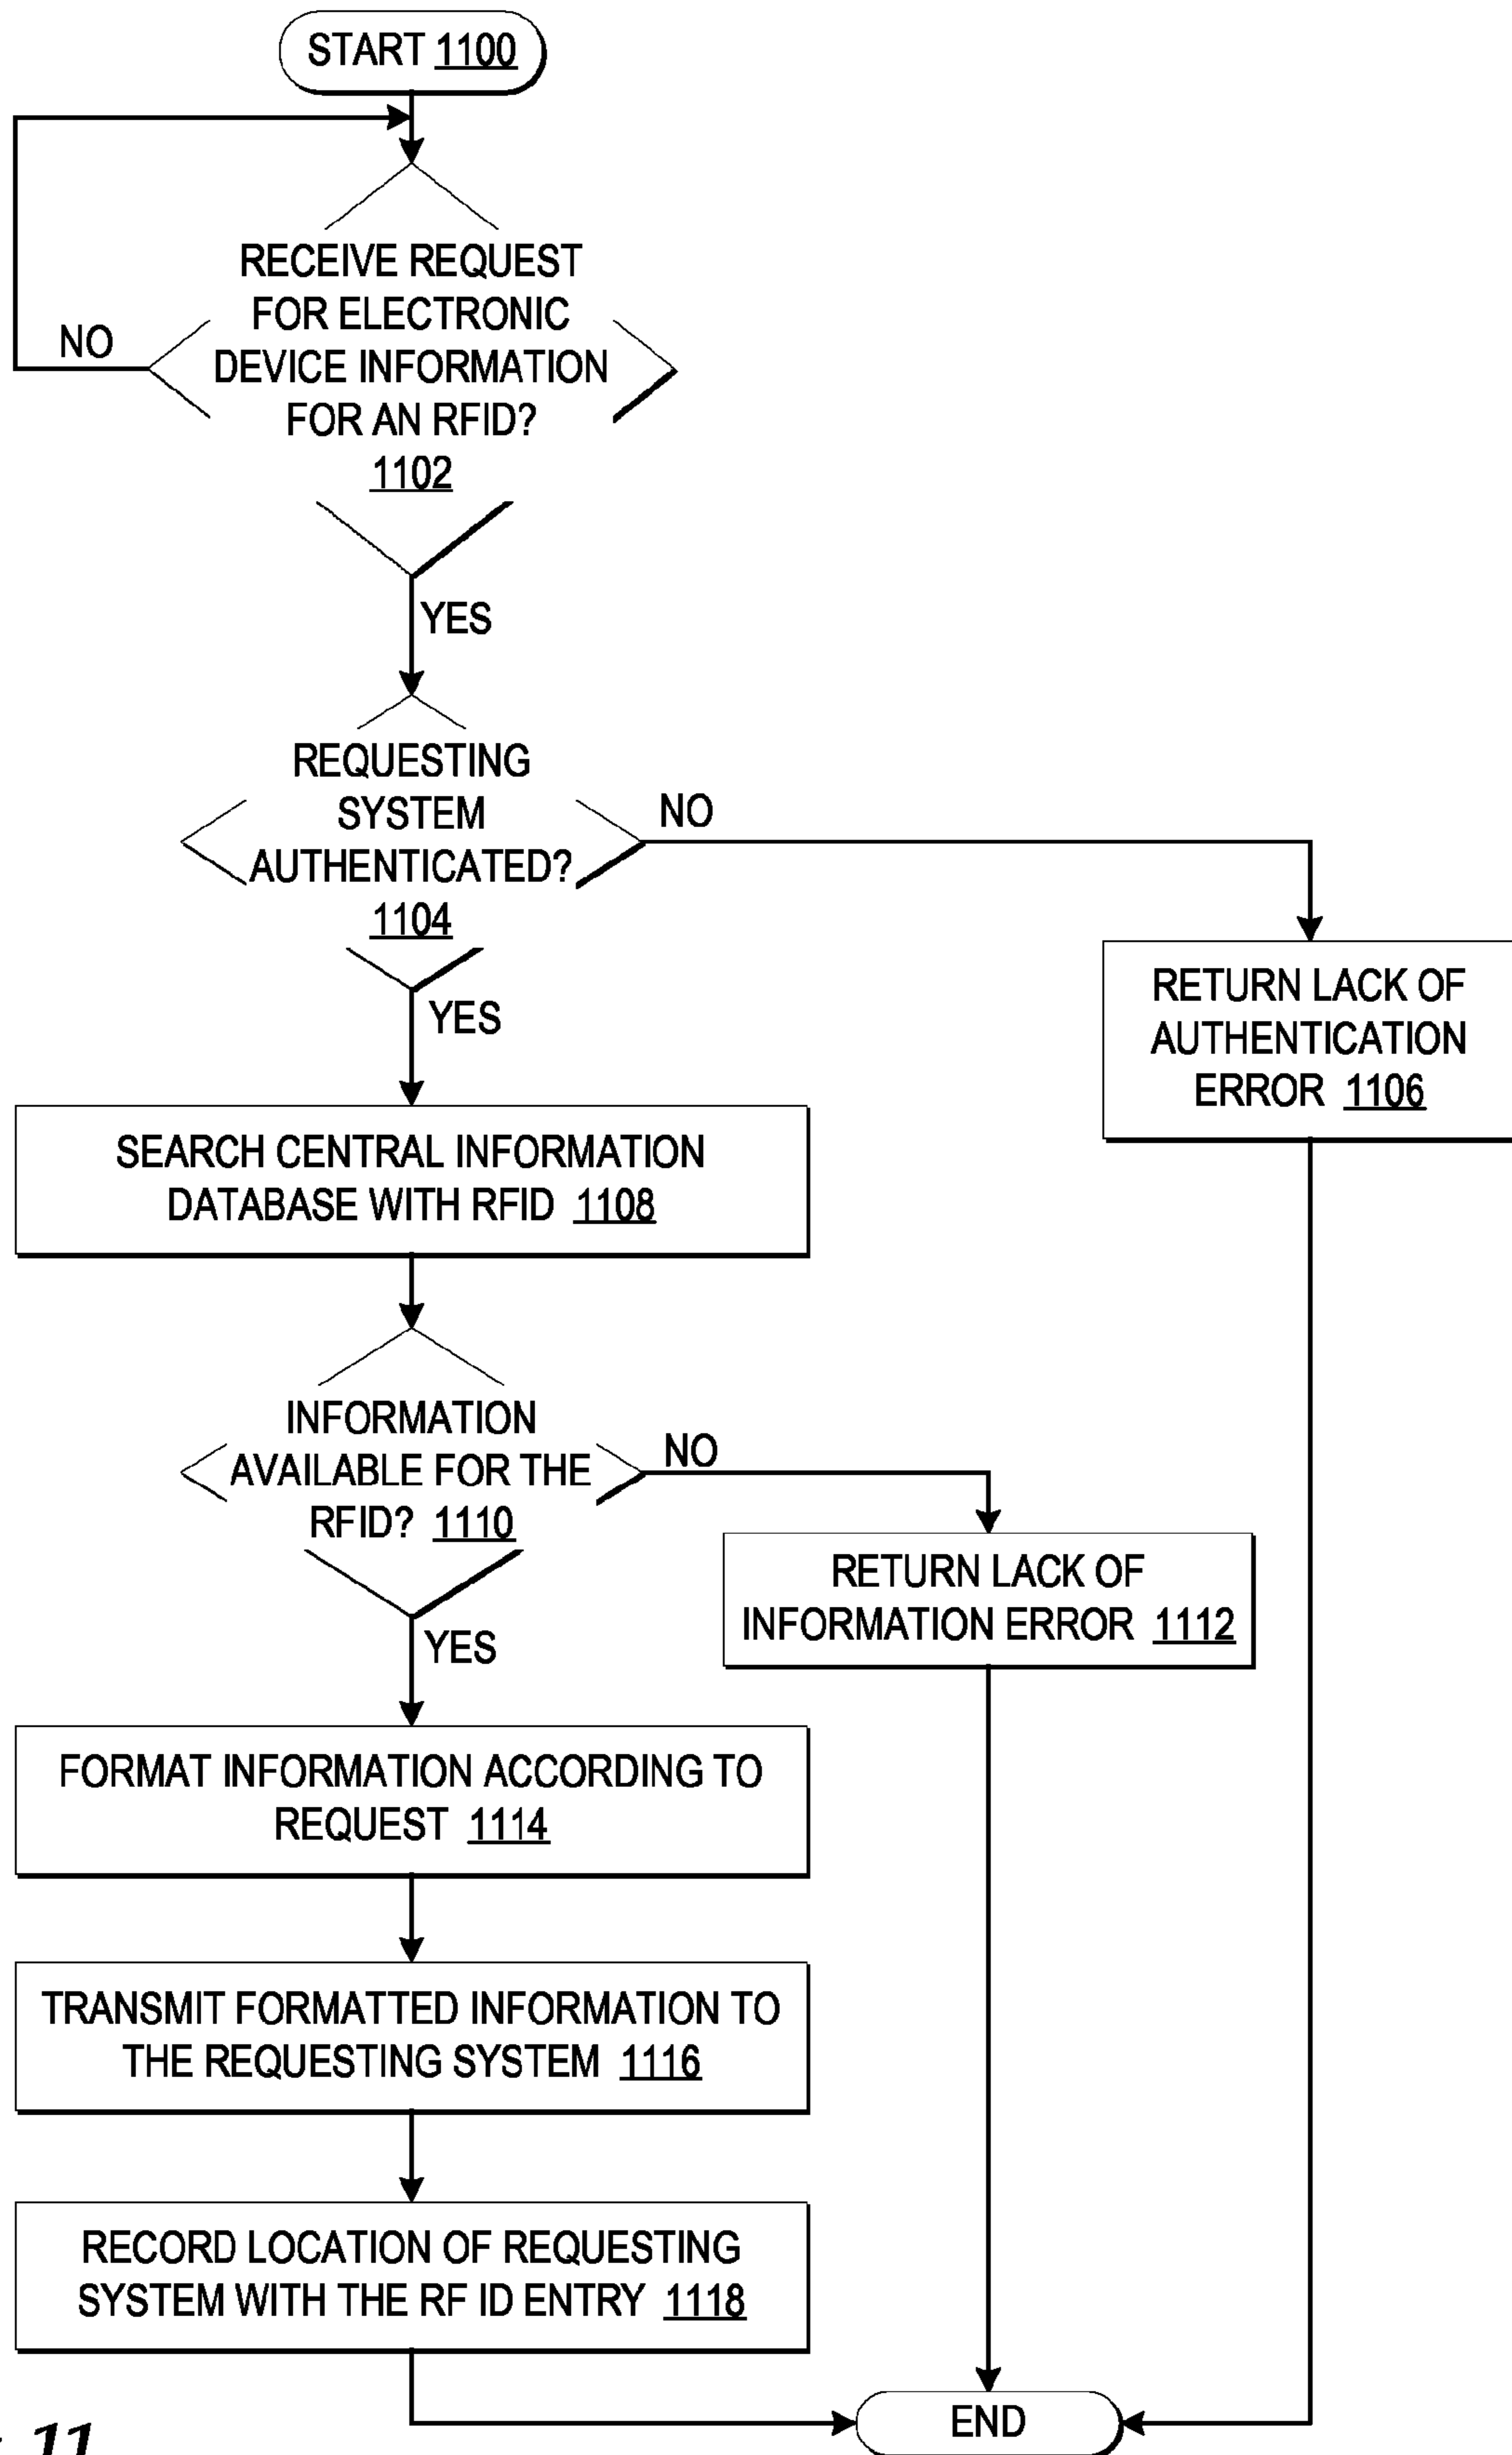 START 1100
RECEIVE REQUEST
FOR ELECTRONIC
DEVICE INFORMATION
FOR AN RFID?
1102
NO
YES
REQUESTING
SYSTEM
AUTHENTICATED?
1104
NO
YES
RETURN LACK OF
AUTHENTICATION
ERROR 1106
SEARCH CENTRAL INFORMATION
DATABASE WITH RFID 1108
INFORMATION
AVAILABLE FOR THE
RFID? 1110
NO
YES
RETURN LACK OF
INFORMATION ERROR 1112
FORMAT INFORMATION ACCORDING TO
REQUEST 1114
TRANSMIT FORMATTED INFORMATION TO
THE REQUESTING SYSTEM 1116
RECORD LOCATION OF REQUESTING
SYSTEM WITH THE RF ID ENTRY 1118
END
11